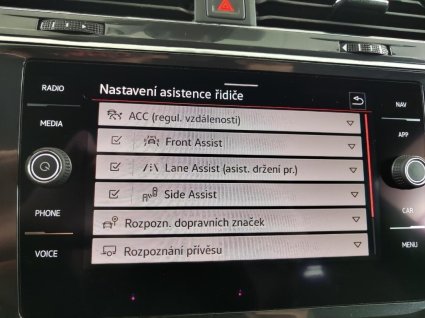 RADIO
MEDIA
PHONE
VOICE
Nastavení asistence řidiče
ACC (regul. vzdálenosti)
Front Assist
Lane Assist (asist. držení pr.)
Side Assist
Rozpozn. dopravních značek
Rozpoznání přívěsu
NAV
APP
CAR
MENU